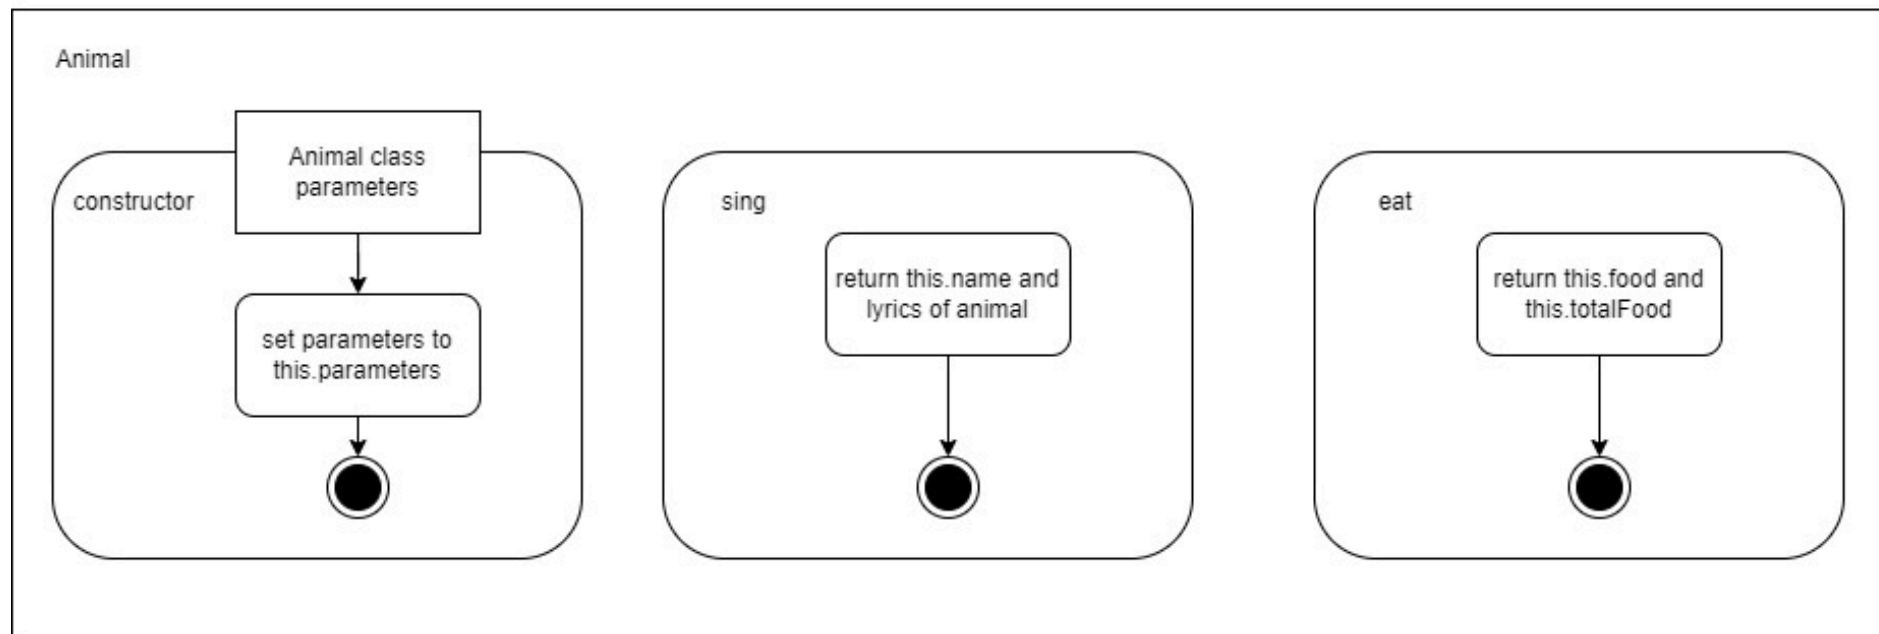 Animal
constructor
Animal class
parameters
set parameters to
this.parameters
sing
return this.name and
lyrics of animal
eat
return this.food and
this.totalFood